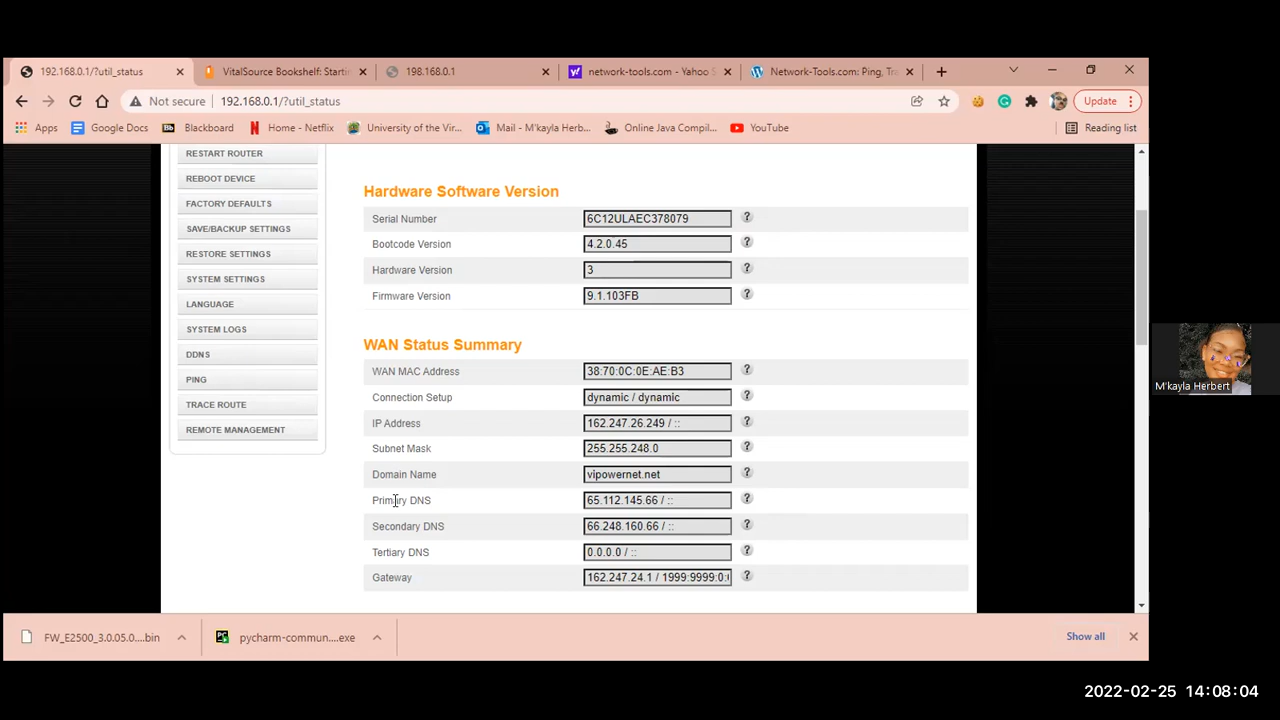 192.168.0.1/?util_status
VitalSource Bookshelf: Startin
198.168.0.1
network-tools.com - Yahoo S
Network-Tools.com: Ping, Tra
Not secure
192.168.0.1/?util_status
Update
Apps
Google Docs
Bb
Blackboard
Home - Netflix
University of the Vir...
Mail - M'kayla Herb...
Online Java Compil...
YouTube
Reading list
RESTART ROUTER
REBOOT DEVICE
FACTORY DEFAULTS
SAVE/BACKUP SETTINGS
RESTORE SETTINGS
SYSTEM SETTINGS
LANGUAGE
SYSTEM LOGS
DDNS
PING
TRACE ROUTE
REMOTE MANAGEMENT
Hardware Software Version
Serial Number 6C12ULAEC378079 ?
Bootcode Version 4.2.0.45 ?
Hardware Version 3 ?
Firmware Version 9.1.103FB ?
WAN Status Summary
WAN MAC Address 38:70:0C:0E:AE:B3 ?
Connection Setup dynamic / dynamic ?
IP Address 162.247.26.249 / :: ?
Subnet Mask 255.255.248.0 ?
Domain Name vipowernet.net ?
Primary DNS 65.112.145.66 / :: ?
Secondary DNS 66.248.160.66 / :: ?
Tertiary DNS 0.0.0.0 / :: ?
Gateway 162.247.24.1 / 1999:9999:0: ?
M'kayla Herbert
FW_E2500_3.0.05.0....bin
PC
pycharm-commun....exe
Show all
2022-02-25 14:08:04